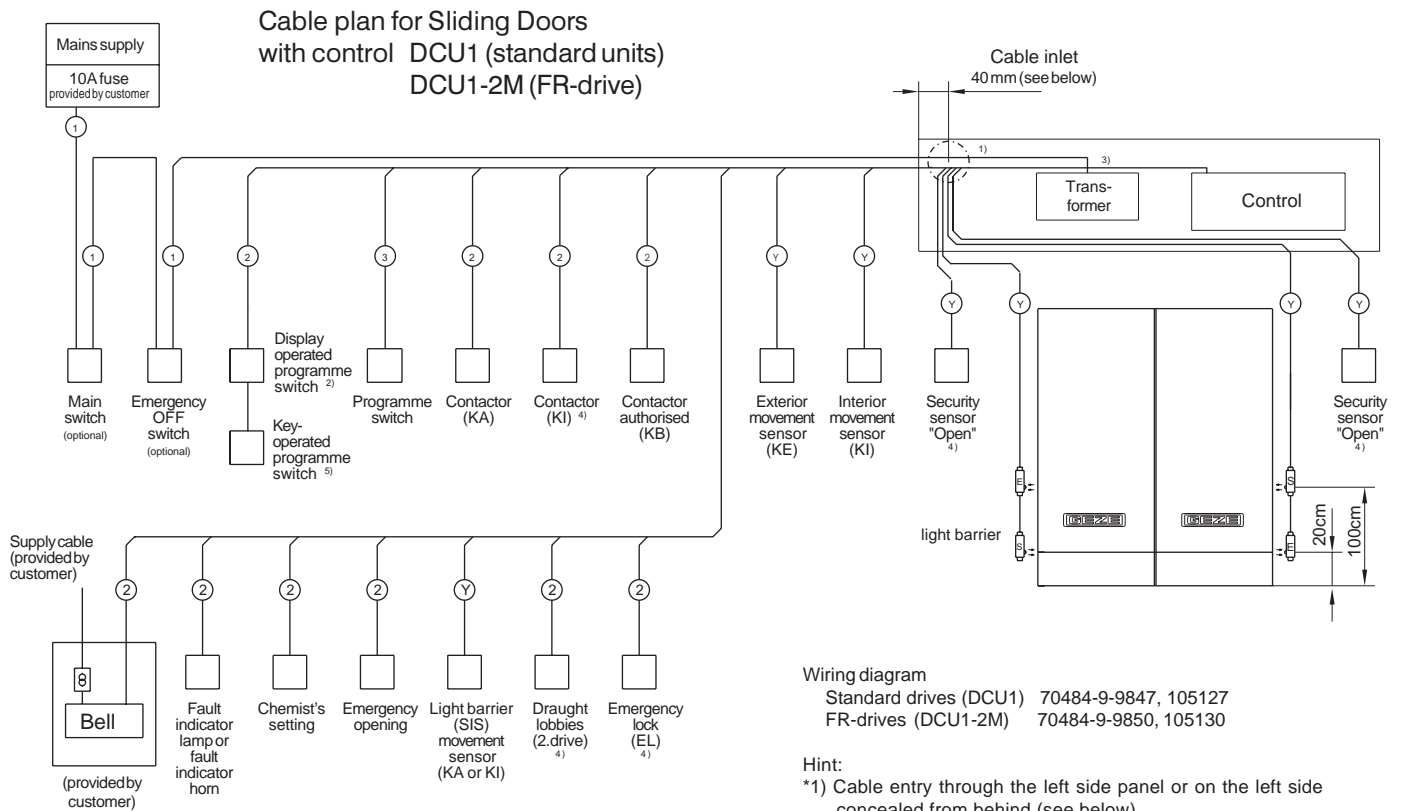 Cable plan for Sliding Doors
with control DCU1 (standard units)
DCU1-2M (FR-drive)
Mains supply
10A fuse
provided by customer
1
Cable inlet
40 mm (see below)
1)
3)
Trans-
former
Control
1
1
2
3
2
2
2
Y
Y
Y
Y
Y
Y
Main
switch
(optional)
Emergency
OFF
switch
(optional)
Display
operated
programme
switch 2)
Key-
operated
programme
switch 5)
Programme
switch
Contactor
(KA)
Contactor
(KI) 4)
Contactor
authorised
(KB)
Exterior
movement
sensor
(KE)
Interior
movement
sensor
(KI)
Security
sensor
"Open"
4)
Security
sensor
"Open"
4)
E
S
GEZE
GEZE
light barrier
S
E
20cm
100cm
Supply cable
(provided by
customer)
2
2
2
2
Y
2
2
8
Bell
(provided by
customer)
Fault
indicator
lamp or
fault
indicator
horn
Chemist's
setting
Emergency
opening
Light barrier
(SIS)
movement
sensor
(KA or KI)
Draught
lobbies
(2.drive)
4)
Emergency
lock
(EL)
4)
Wiring diagram
Standard drives (DCU1) 70484-9-9847, 105127
FR-drives (DCU1-2M) 70484-9-9850, 105130
Hint:
*1) Cable entry through the left side panel or on the left side
concealed from behind (see below)